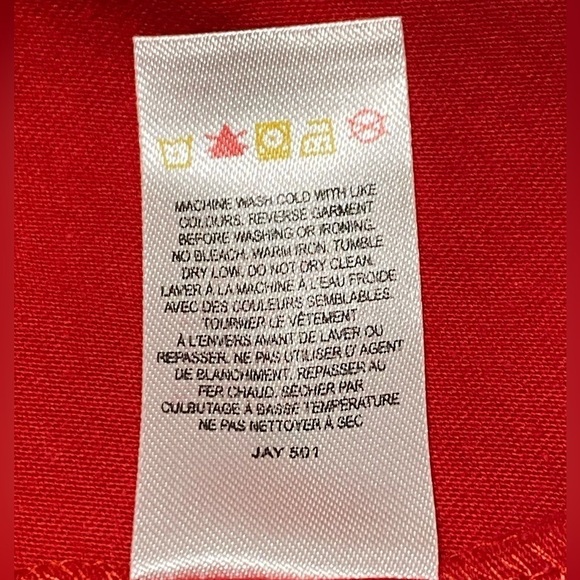 MACHINE WASH COLD WITH LIKE
COLOURS. REVERSE GARMENT
BEFORE WASHING OR IRONING.
NO BLEACH. WARM IRON. TUMBLE
DRY LOW. DO NOT DRY CLEAN.
LAVER À LA MACHINE À L'EAU FROIDE
AVEC DES COULEURS SEMBLABLES.
TOURNER LE VÊTEMENT
À L'ENVERS AVANT DE LAVER OU
REPASSER. NE PAS UTILISER D'AGENT
DE BLANCHIMENT. REPASSER AU
FER CHAUD. SÉCHER PAR
CULBUTAGE À BASSE TEMPÉRATURE
NE PAS NETTOYER À SEC
JAY 501